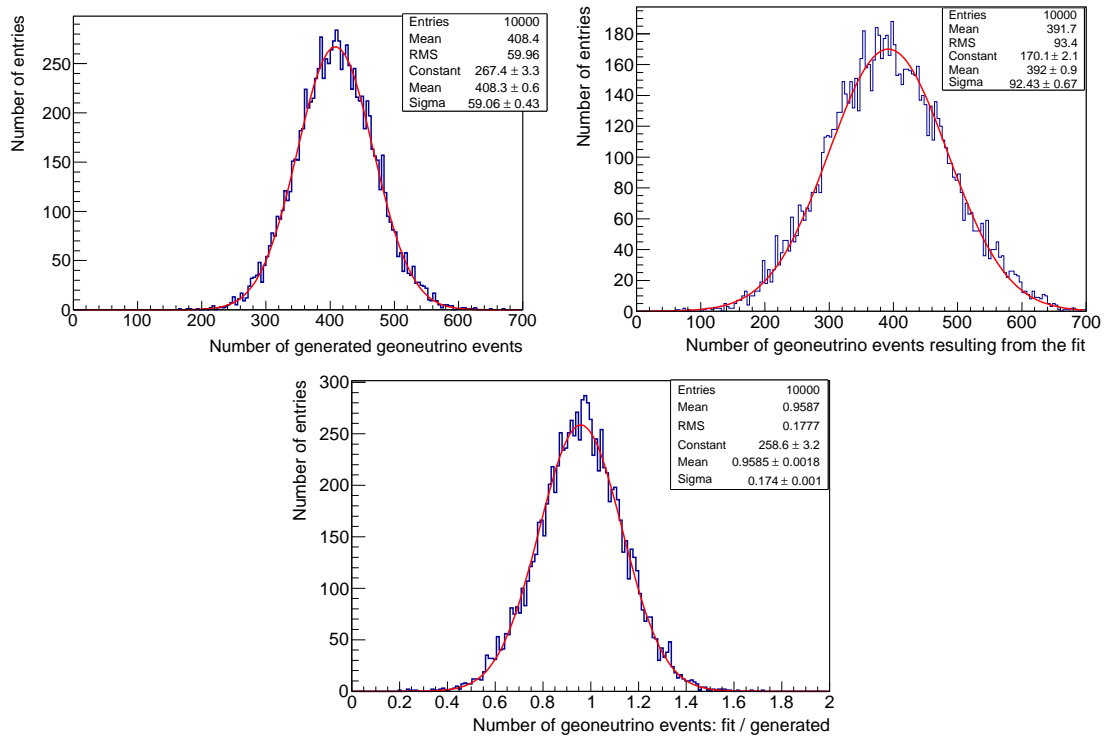 Number of entries
Entries 10000
Mean 408.4
RMS 59.96
Constant 267.4 ± 3.3
Mean 408.3 ± 0.6
Sigma 59.06 ± 0.43
250
200
150
100
50
0
0 100 200 300 400 500 600 700
Number of generated geoneutrino events
Number of entries
Entries 10000
Mean 391.7
RMS 93.4
Constant 170.1 ± 2.1
Mean 392 ± 0.9
Sigma 92.43 ± 0.67
180
160
140
120
100
80
60
40
20
0
0 100 200 300 400 500 600 700
Number of geoneutrino events resulting from the fit
Number of entries
Entries 10000
Mean 0.9587
RMS 0.1777
Constant 258.6 ± 3.2
Mean 0.9585 ± 0.0018
Sigma 0.174 ± 0.001
300
250
200
150
100
50
0
0 0.2 0.4 0.6 0.8 1 1.2 1.4 1.6 1.8 2
Number of geoneutrino events: fit / generated